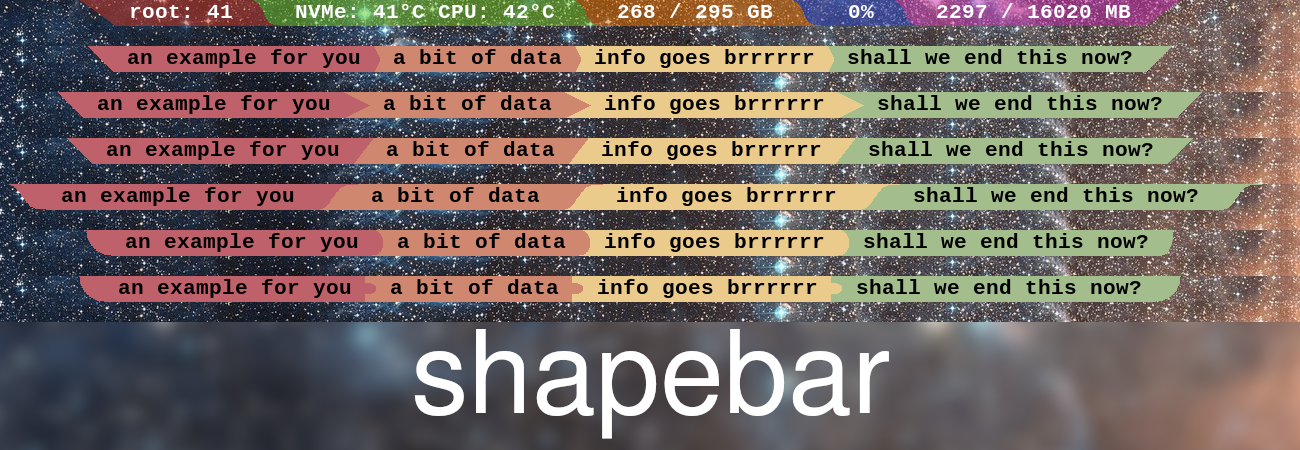 root: 41 NVMe: 41°C CPU: 42°C 268 / 295 GB 0% 2297 / 16020 MB
an example for you a bit of data info goes brrrrrr shall we end this now?
an example for you a bit of data info goes brrrrrr shall we end this now?
an example for you a bit of data info goes brrrrrr shall we end this now?
an example for you a bit of data info goes brrrrrr shall we end this now?
an example for you a bit of data info goes brrrrrr shall we end this now?
an example for you a bit of data info goes brrrrrr shall we end this now?
shapebar